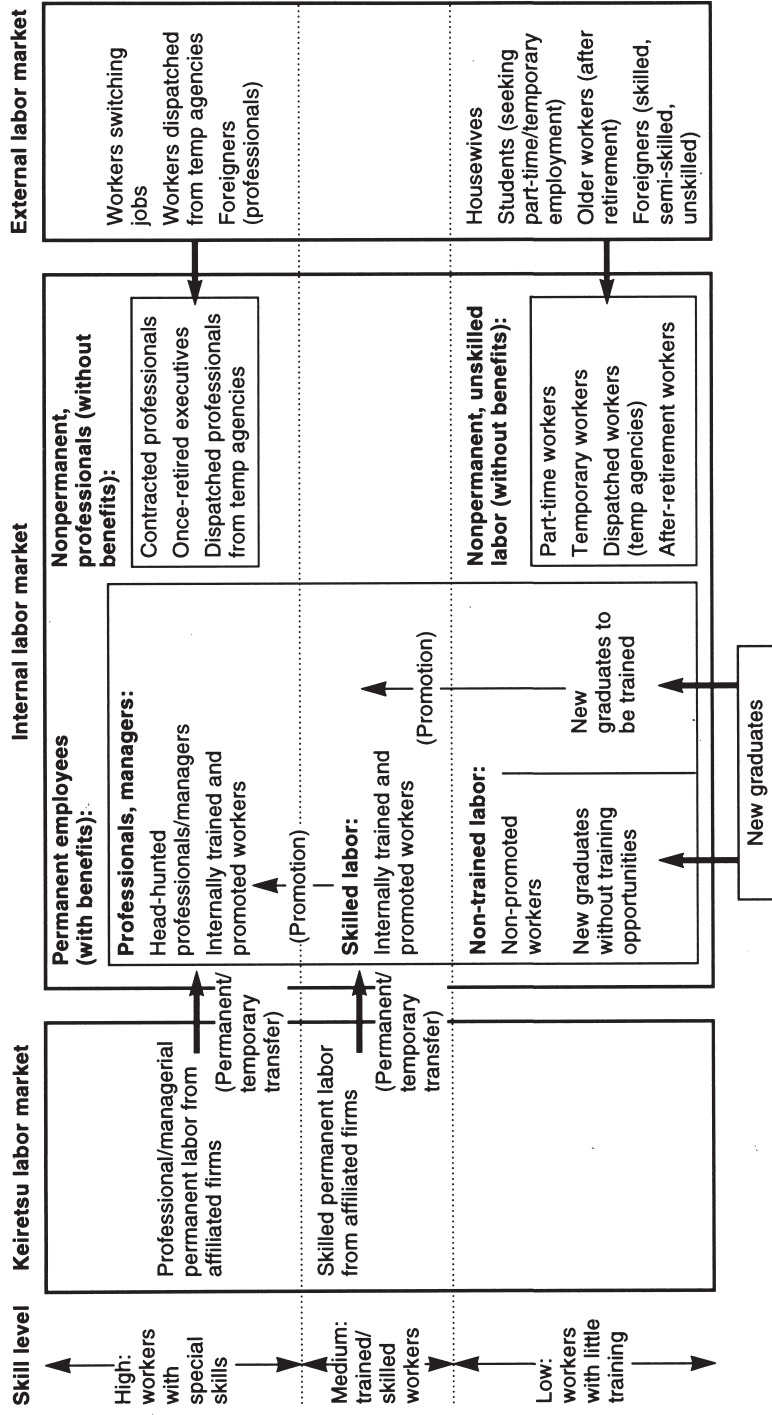 Skill level
Keiretsu labor market
Internal labor market
External labor market
High:
workers
with
special
skills
Medium:
trained/
skilled
workers
Low:
workers
with little
training
Professional/managerial
permanent labor from
affiliated firms
(Permanent/
temporary
transfer)
Skilled permanent labor
from affiliated firms
(Permanent/
temporary
transfer)
Permanent employees
(with benefits):
Professionals, managers:
Head-hunted
professionals/managers
Internally trained and
promoted workers
(Promotion)
Skilled labor:
Internally trained and
promoted workers
(Promotion)
Non-trained labor:
Non-promoted
workers
New graduates
without training
opportunities
New
graduates to
be trained
New graduates
Nonpermanent,
professionals (without
benefits):
Contracted professionals
Once-retired executives
Dispatched professionals
from temp agencies
Nonpermanent, unskilled
labor (without benefits):
Part-time workers
Temporary workers
Dispatched workers
(temp agencies)
After-retirement workers
Workers switching
jobs
Workers dispatched
from temp agencies
Foreigners
(professionals)
Housewives
Students (seeking
part-time/temporary
employment)
Older workers (after
retirement)
Foreigners (skilled,
semi-skilled,
unskilled)